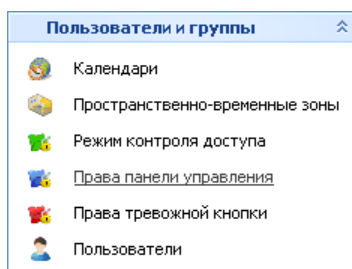 Пользователи и группы
Календари
Пространственно-временные зоны
Режим контроля доступа
Права панели управления
Права тревожной кнопки
Пользователи